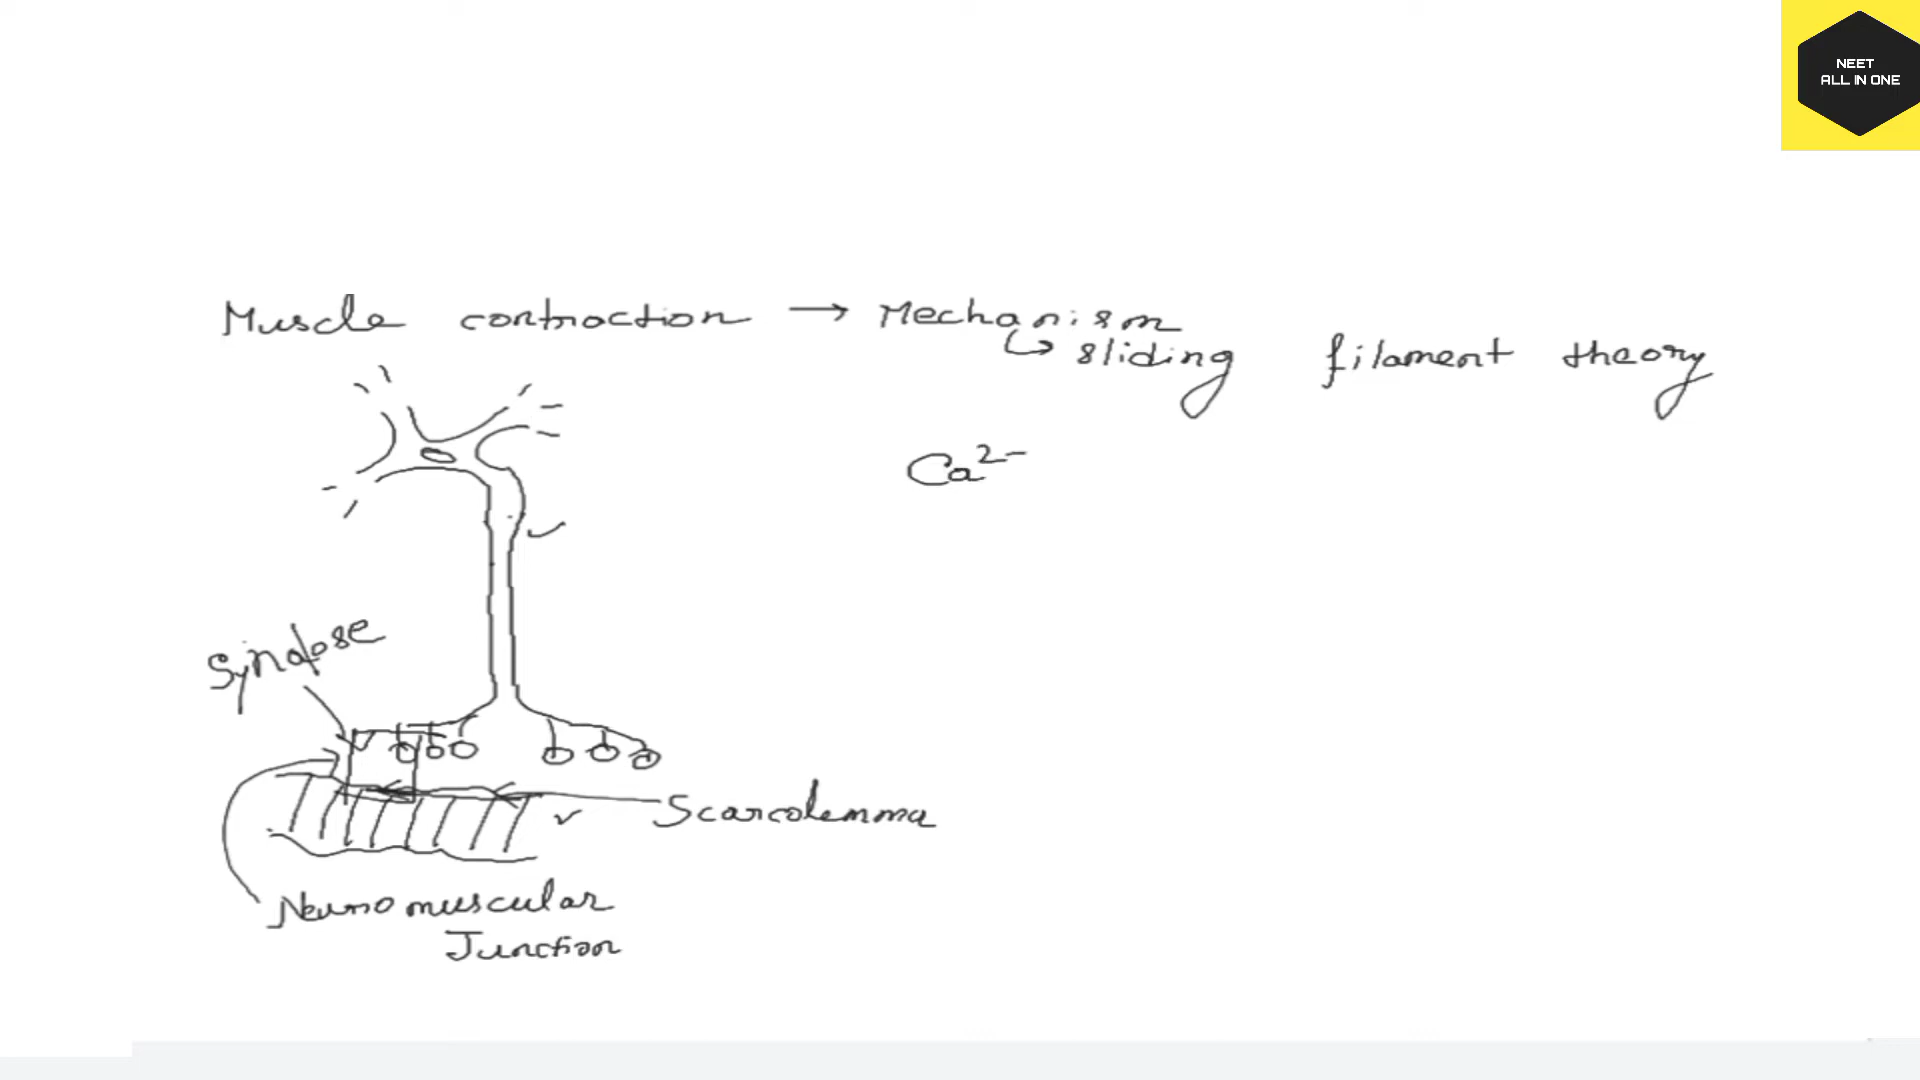 NEET
ALL IN ONE
Muscle contraction → Mechanism
↳ sliding filament theory
Ca²⁻
Synapse
Scarcolemma
Neuromuscular
Junction